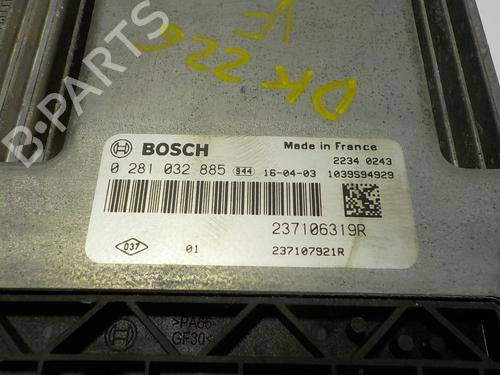 DK 226
B-PARTS
BOSCH
Made in France
2234 0243
0 281 032 885 944 16-04-03 1039S94929
237106319R
037 01 237107921R
>PA66-
GF30<